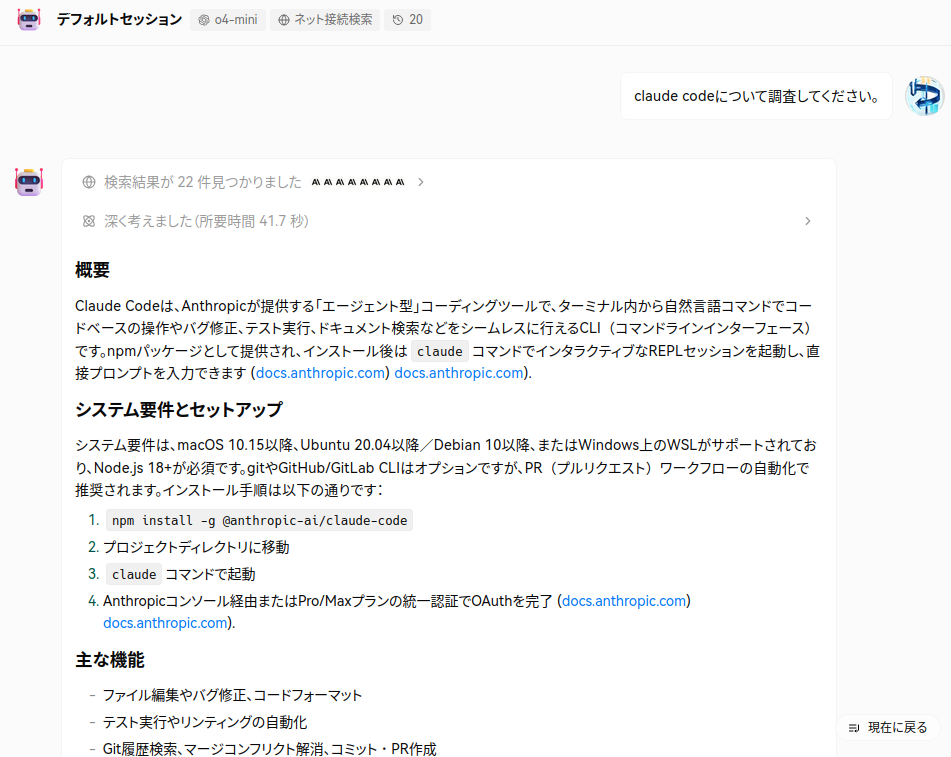 デフォルトセッション o4-mini ネット接続検索 20
claude codeについて調査してください。
検索結果が 22 件見つかりました
深く考えました（所要時間 41.7 秒）
概要
Claude Codeは、Anthropicが提供する「エージェント型」コーディングツールで、ターミナル内から自然言語コマンドでコー
ドベースの操作やバグ修正、テスト実行、ドキュメント検索などをシームレスに行えるCLI（コマンドラインインターフェース）
です。npmパッケージとして提供され、インストール後は claude コマンドでインタラクティブなREPLセッションを起動し、直
接プロンプトを入力できます (docs.anthropic.com) docs.anthropic.com).
システム要件とセットアップ
システム要件は、macOS 10.15以降、Ubuntu 20.04以降／Debian 10以降、またはWindows上のWSLがサポートされてお
り、Node.js 18+が必須です。gitやGitHub/GitLab CLIはオプションですが、PR（プルリクエスト）ワークフローの自動化で
推奨されます。インストール手順は以下の通りです：
1. npm install -g @anthropic-ai/claude-code
2. プロジェクトディレクトリに移動
3. claude コマンドで起動
4. Anthropicコンソール経由またはPro/Maxプランの統一認証でOAuthを完了 (docs.anthropic.com)
docs.anthropic.com).
主な機能
- ファイル編集やバグ修正、コードフォーマット
- テスト実行やリンティングの自動化
- Git履歴検索、マージコンフリクト解消、コミット・PR作成
現在に戻る